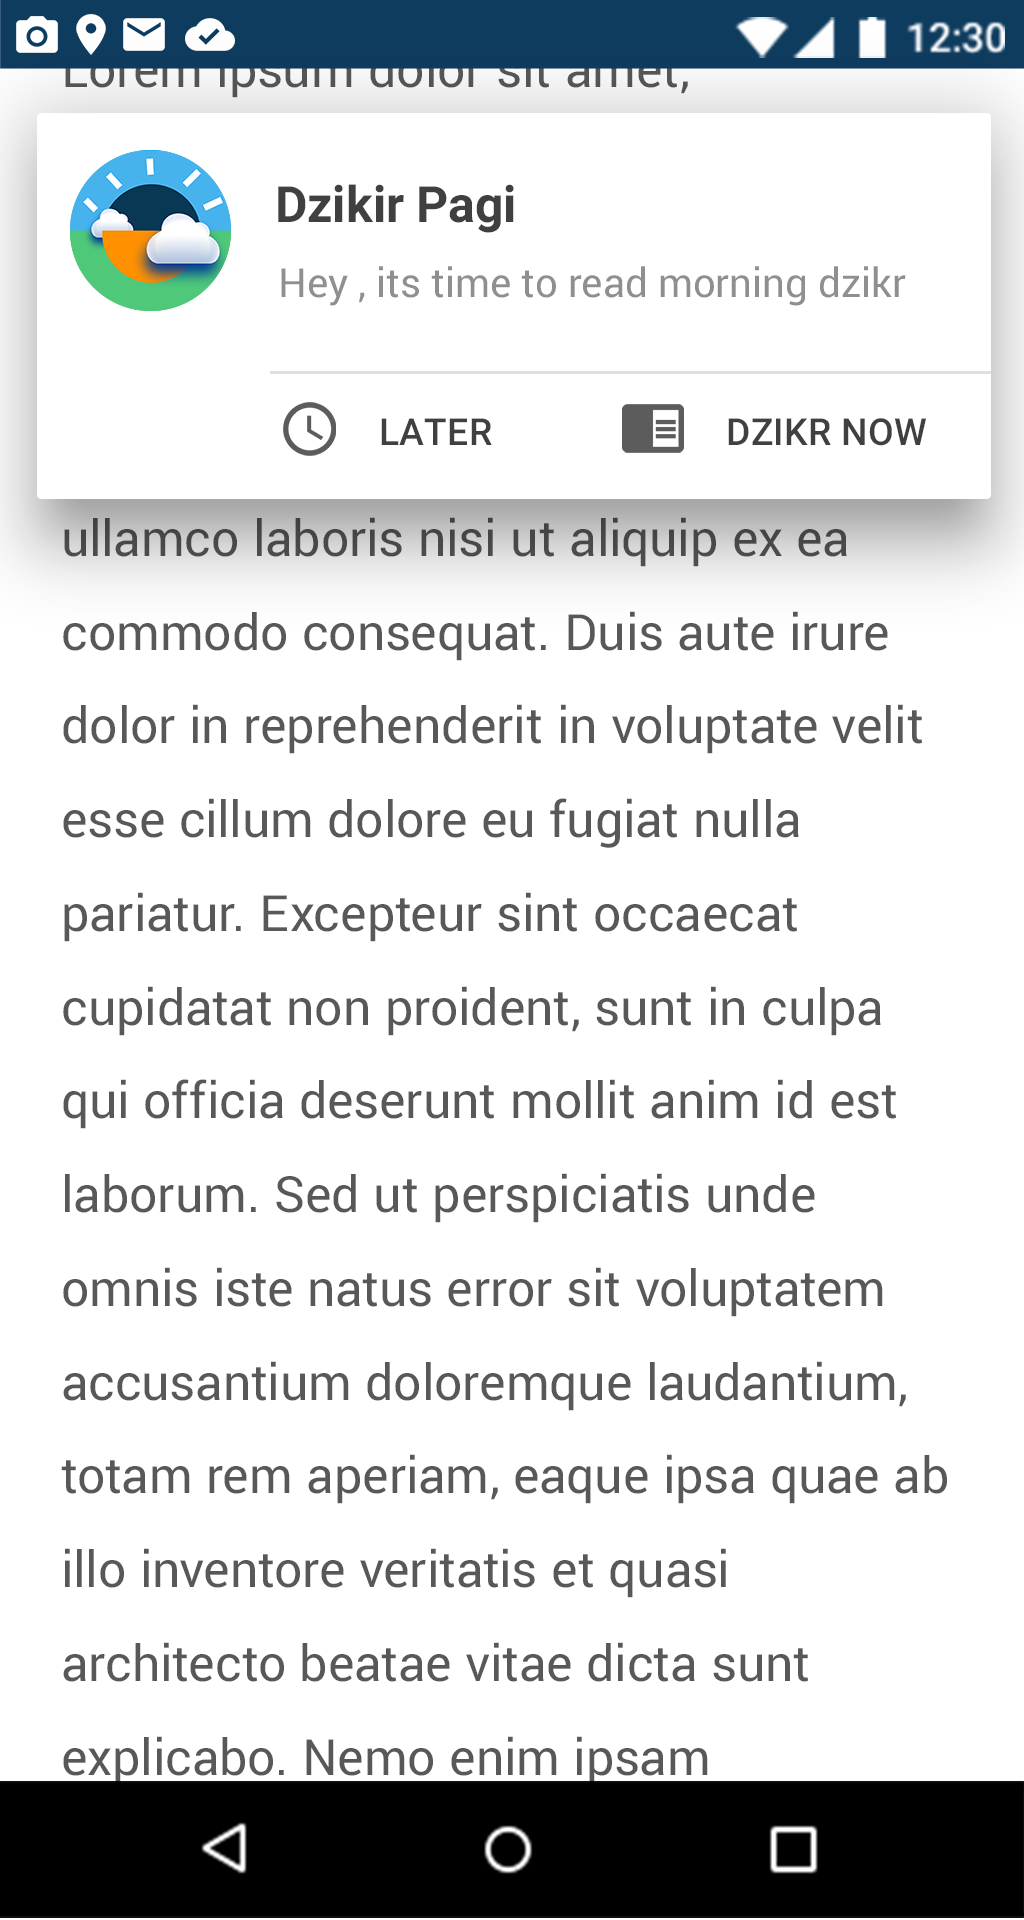 12:30
Lorem ipsum dolor sit amet,
Dzikir Pagi
Hey , its time to read morning dzikr
LATER
DZIKR NOW
ullamco laboris nisi ut aliquip ex ea
commodo consequat. Duis aute irure
dolor in reprehenderit in voluptate velit
esse cillum dolore eu fugiat nulla
pariatur. Excepteur sint occaecat
cupidatat non proident, sunt in culpa
qui officia deserunt mollit anim id est
laborum. Sed ut perspiciatis unde
omnis iste natus error sit voluptatem
accusantium doloremque laudantium,
totam rem aperiam, eaque ipsa quae ab
illo inventore veritatis et quasi
architecto beatae vitae dicta sunt
explicabo. Nemo enim ipsam